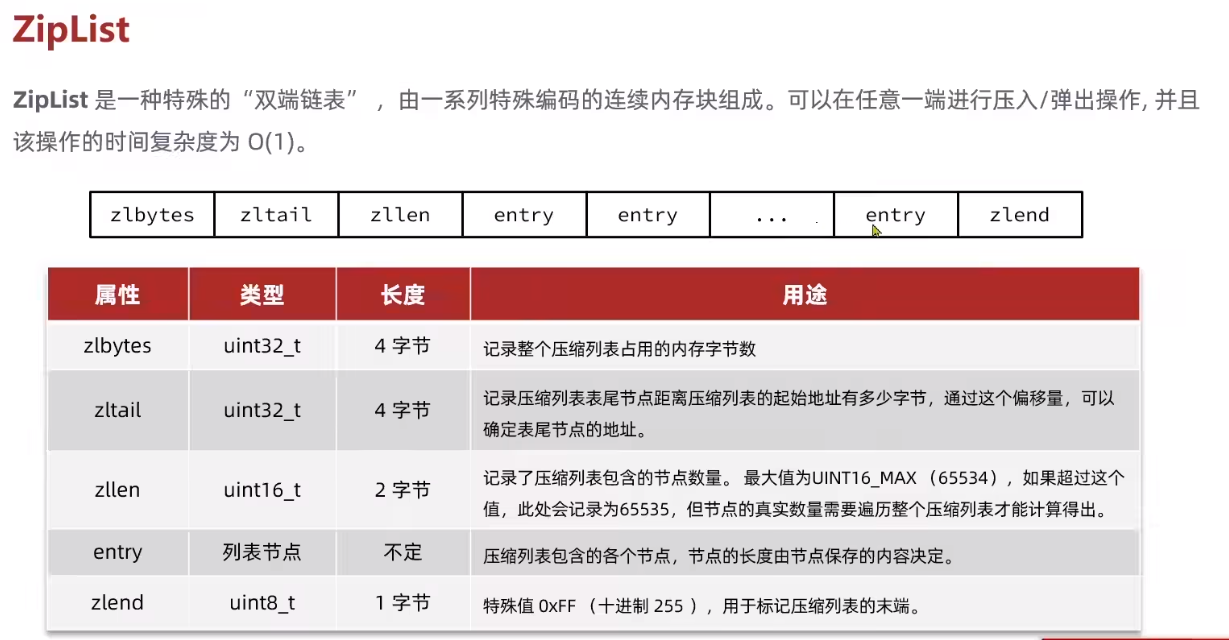 ZipList
ZipList 是一种特殊的“双端链表” ，由一系列特殊编码的连续内存块组成。可以在任意一端进行压入/弹出操作, 并且
该操作的时间复杂度为 O(1)。
zlbytes zltail zllen entry entry ... entry zlend
属性 类型 长度 用途
zlbytes uint32_t 4 字节 记录整个压缩列表占用的内存字节数
zltail uint32_t 4 字节 记录压缩列表表尾节点距离压缩列表的起始地址有多少字节，通过这个偏移量，可以
确定表尾节点的地址。
zllen uint16_t 2 字节 记录了压缩列表包含的节点数量。 最大值为UINT16_MAX （65534），如果超过这个
值，此处会记录为65535，但节点的真实数量需要遍历整个压缩列表才能计算得出。
entry 列表节点 不定 压缩列表包含的各个节点，节点的长度由节点保存的内容决定。
zlend uint8_t 1 字节 特殊值 0xFF （十进制 255 ），用于标记压缩列表的末端。